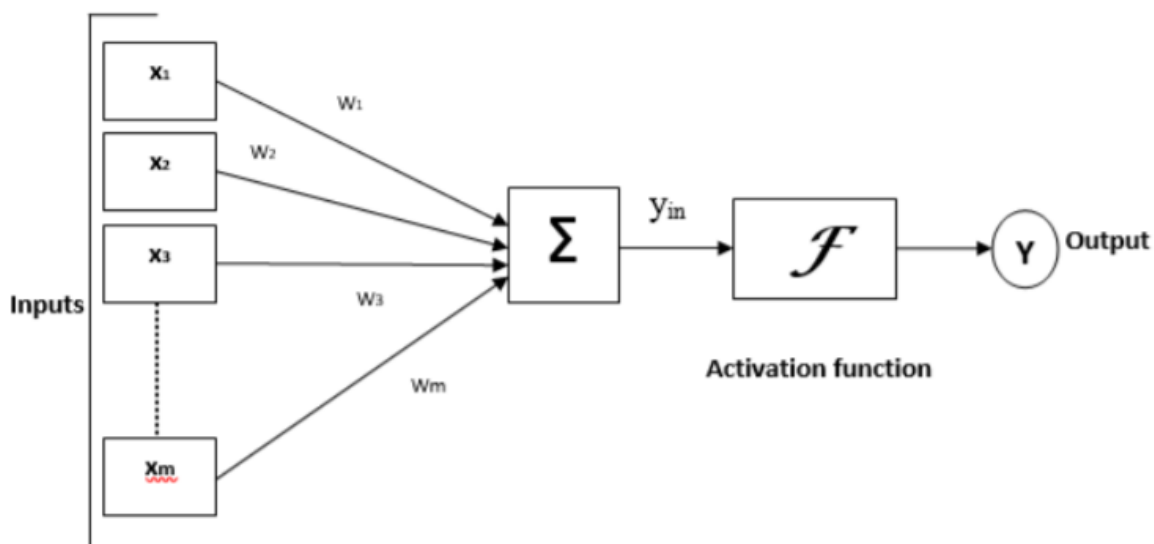 x₁
W₁
x₂
W₂
x₃
W₃
Inputs
xm
Wm
Σ
yin
ℱ
Activation function
Y
Output